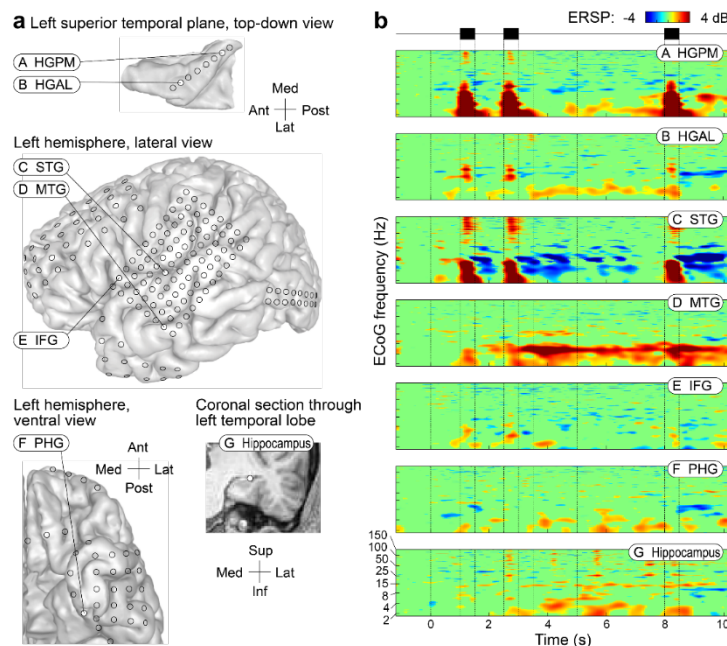 a Left superior temporal plane, top-down view
A HGPM
B HGAL
Med
Ant Post
Lat
Left hemisphere, lateral view
C STG
D MTG
E IFG
Left hemisphere,
ventral view
F PHG
Ant
Med Lat
Post
Coronal section through
left temporal lobe
G Hippocampus
Sup
Med Lat
Inf
b
ERSP: -4 4 dB
A HGPM
B HGAL
C STG
D MTG
E IFG
F PHG
G Hippocampus
ECoG frequency (Hz)
150
100
50
25
15
8
4
2
0 2 4 6 8 10
Time (s)